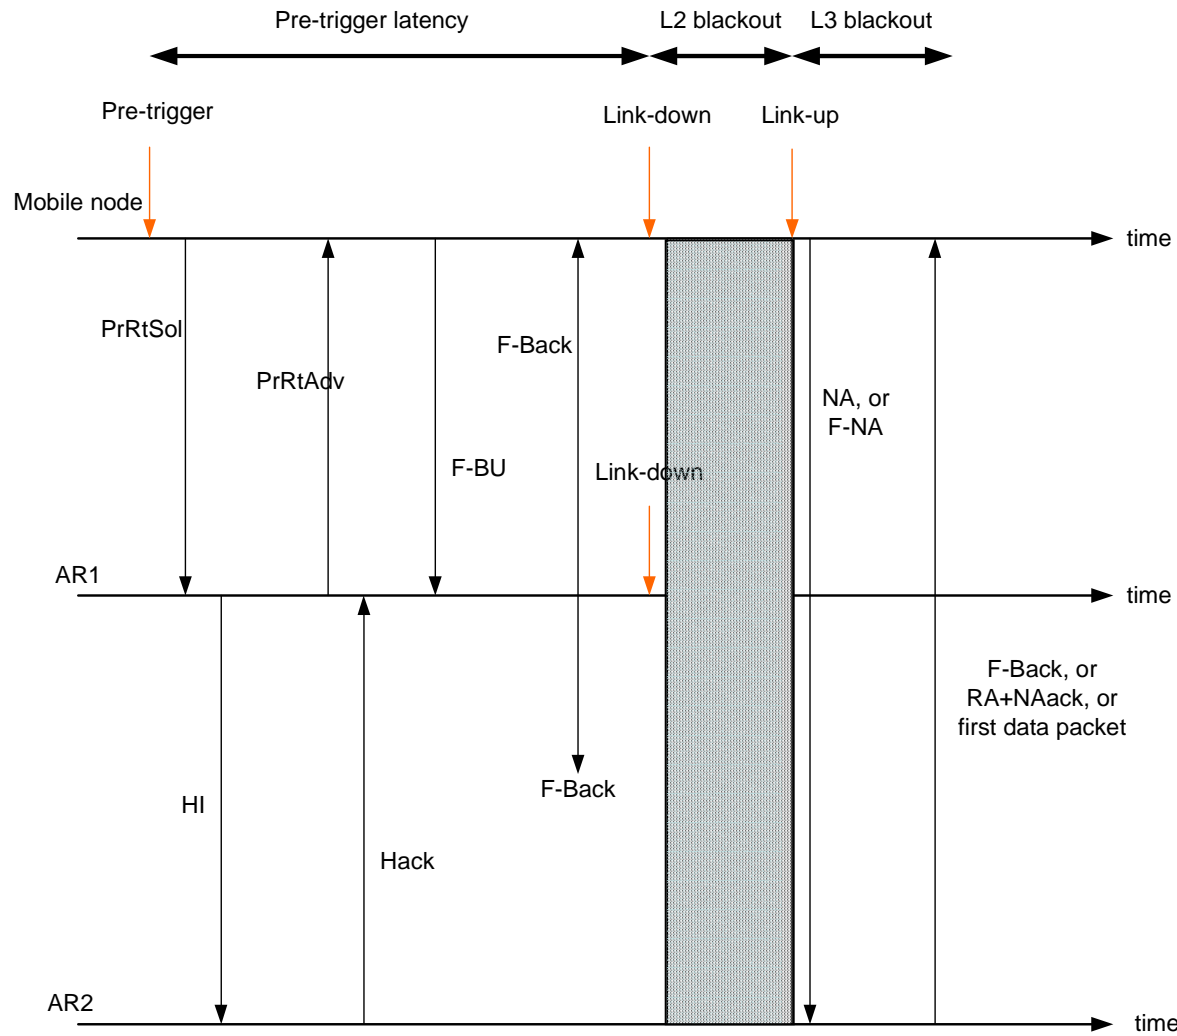 Pre-trigger latency
L2 blackout
L3 blackout
Pre-trigger
Link-down
Link-up
Mobile node
time
PrRtSol
F-Back
PrRtAdv
NA, or
F-NA
F-BU
Link-down
AR1
time
F-Back, or
RA+NAack, or
first data packet
F-Back
HI
Hack
AR2
time